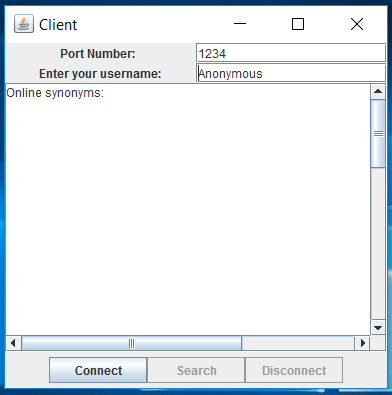 Client
Port Number: 1234
Enter your username: Anonymous
Online synonyms:
Connect Search Disconnect